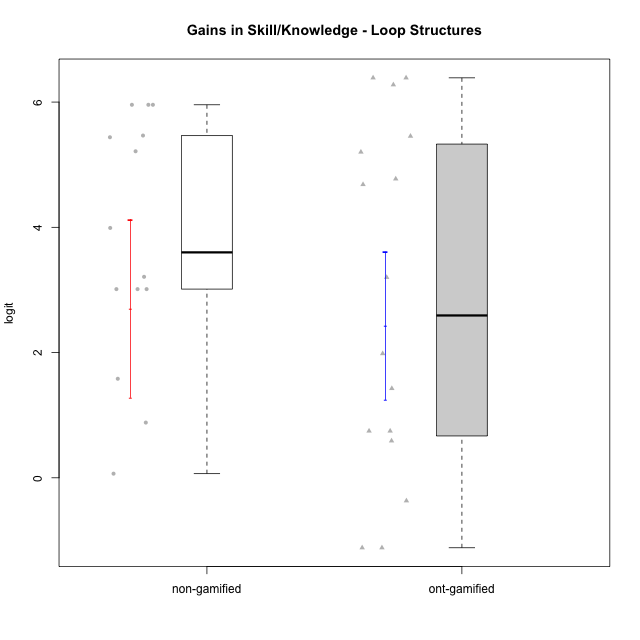 Gains in Skill/Knowledge - Loop Structures
6
4
2
0
logit
non-gamified
ont-gamified